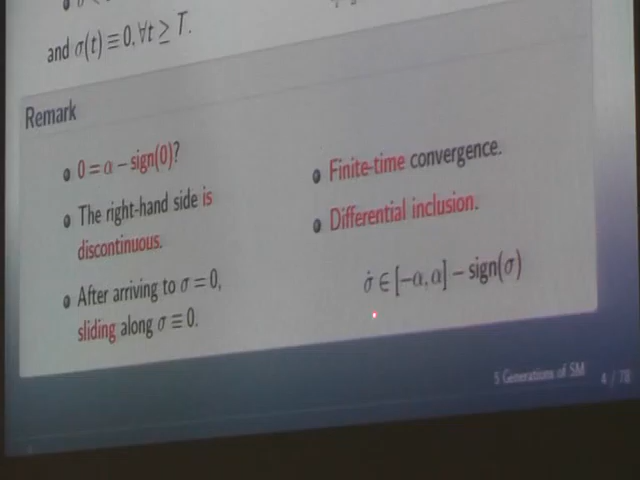 and σ(t) ≡ 0, ∀t ≥ T.
Remark
0 = α − sign(0)?
The right-hand side is
discontinuous.
After arriving to σ = 0,
sliding along σ ≡ 0.
Finite-time convergence.
Differential inclusion.
σ̇ ∈ [−α, α] − sign(σ)
5 Generations of SM
4 / 78